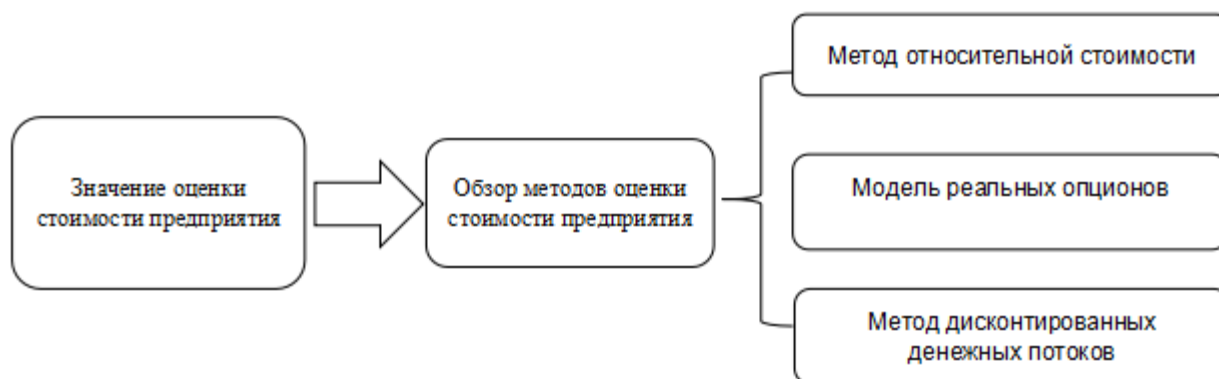 Значение оценки
стоимости предприятия
Обзор методов оценки
стоимости предприятия
Метод относительной стоимости
Модель реальных опционов
Метод дисконтированных
денежных потоков